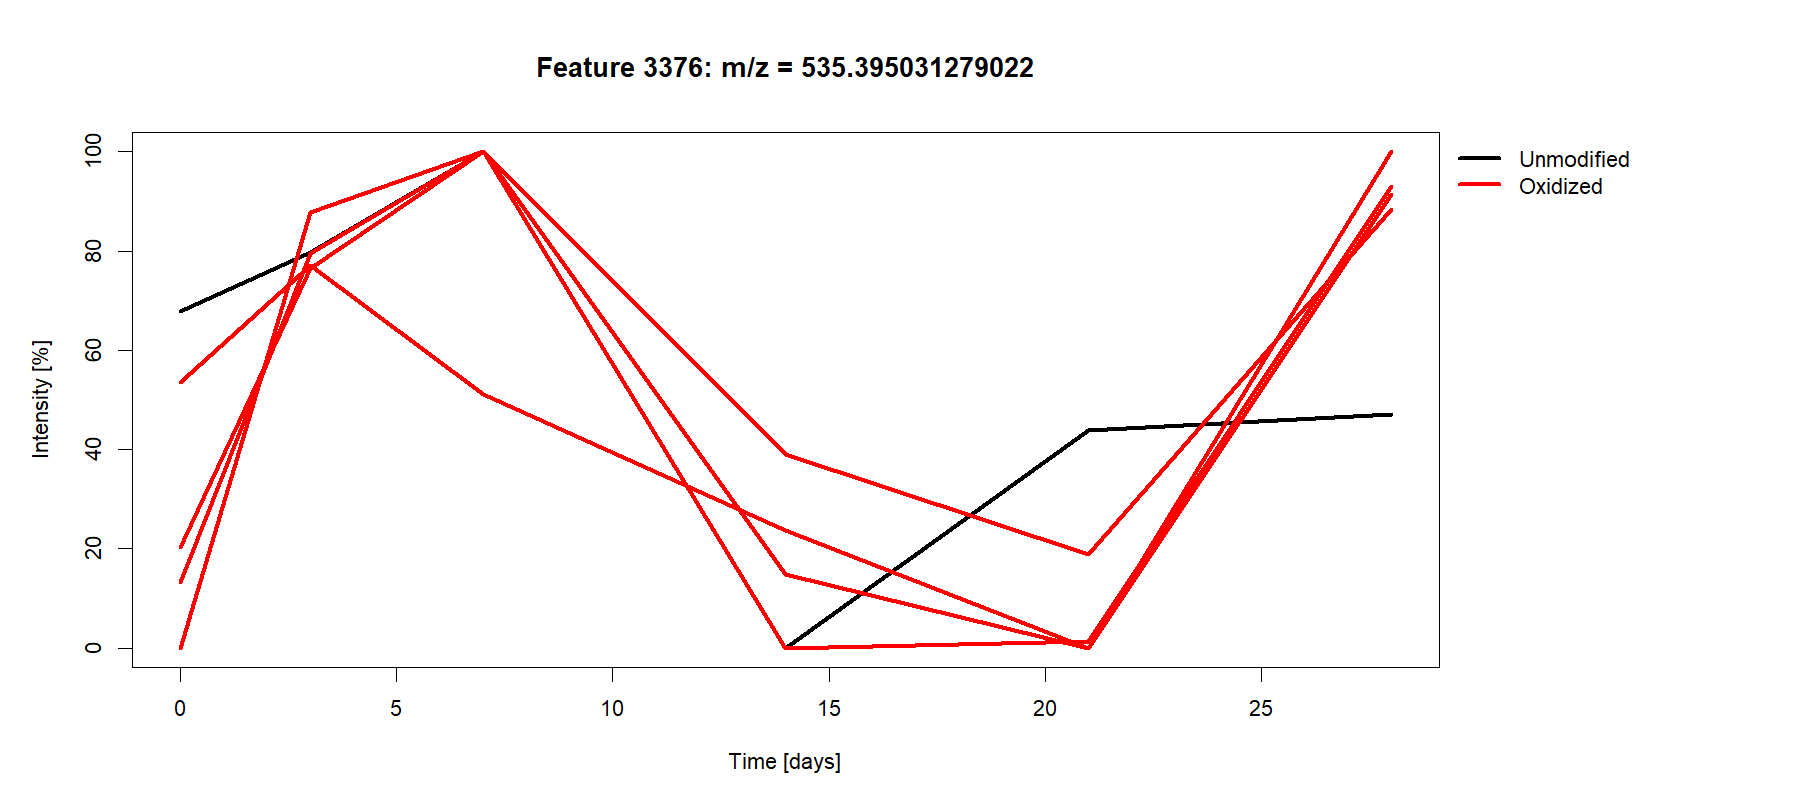 Feature 3376: m/z = 535.395031279022
Unmodified
Oxidized
Intensity [%]
100
80
60
40
20
0
0 5 10 15 20 25
Time [days]